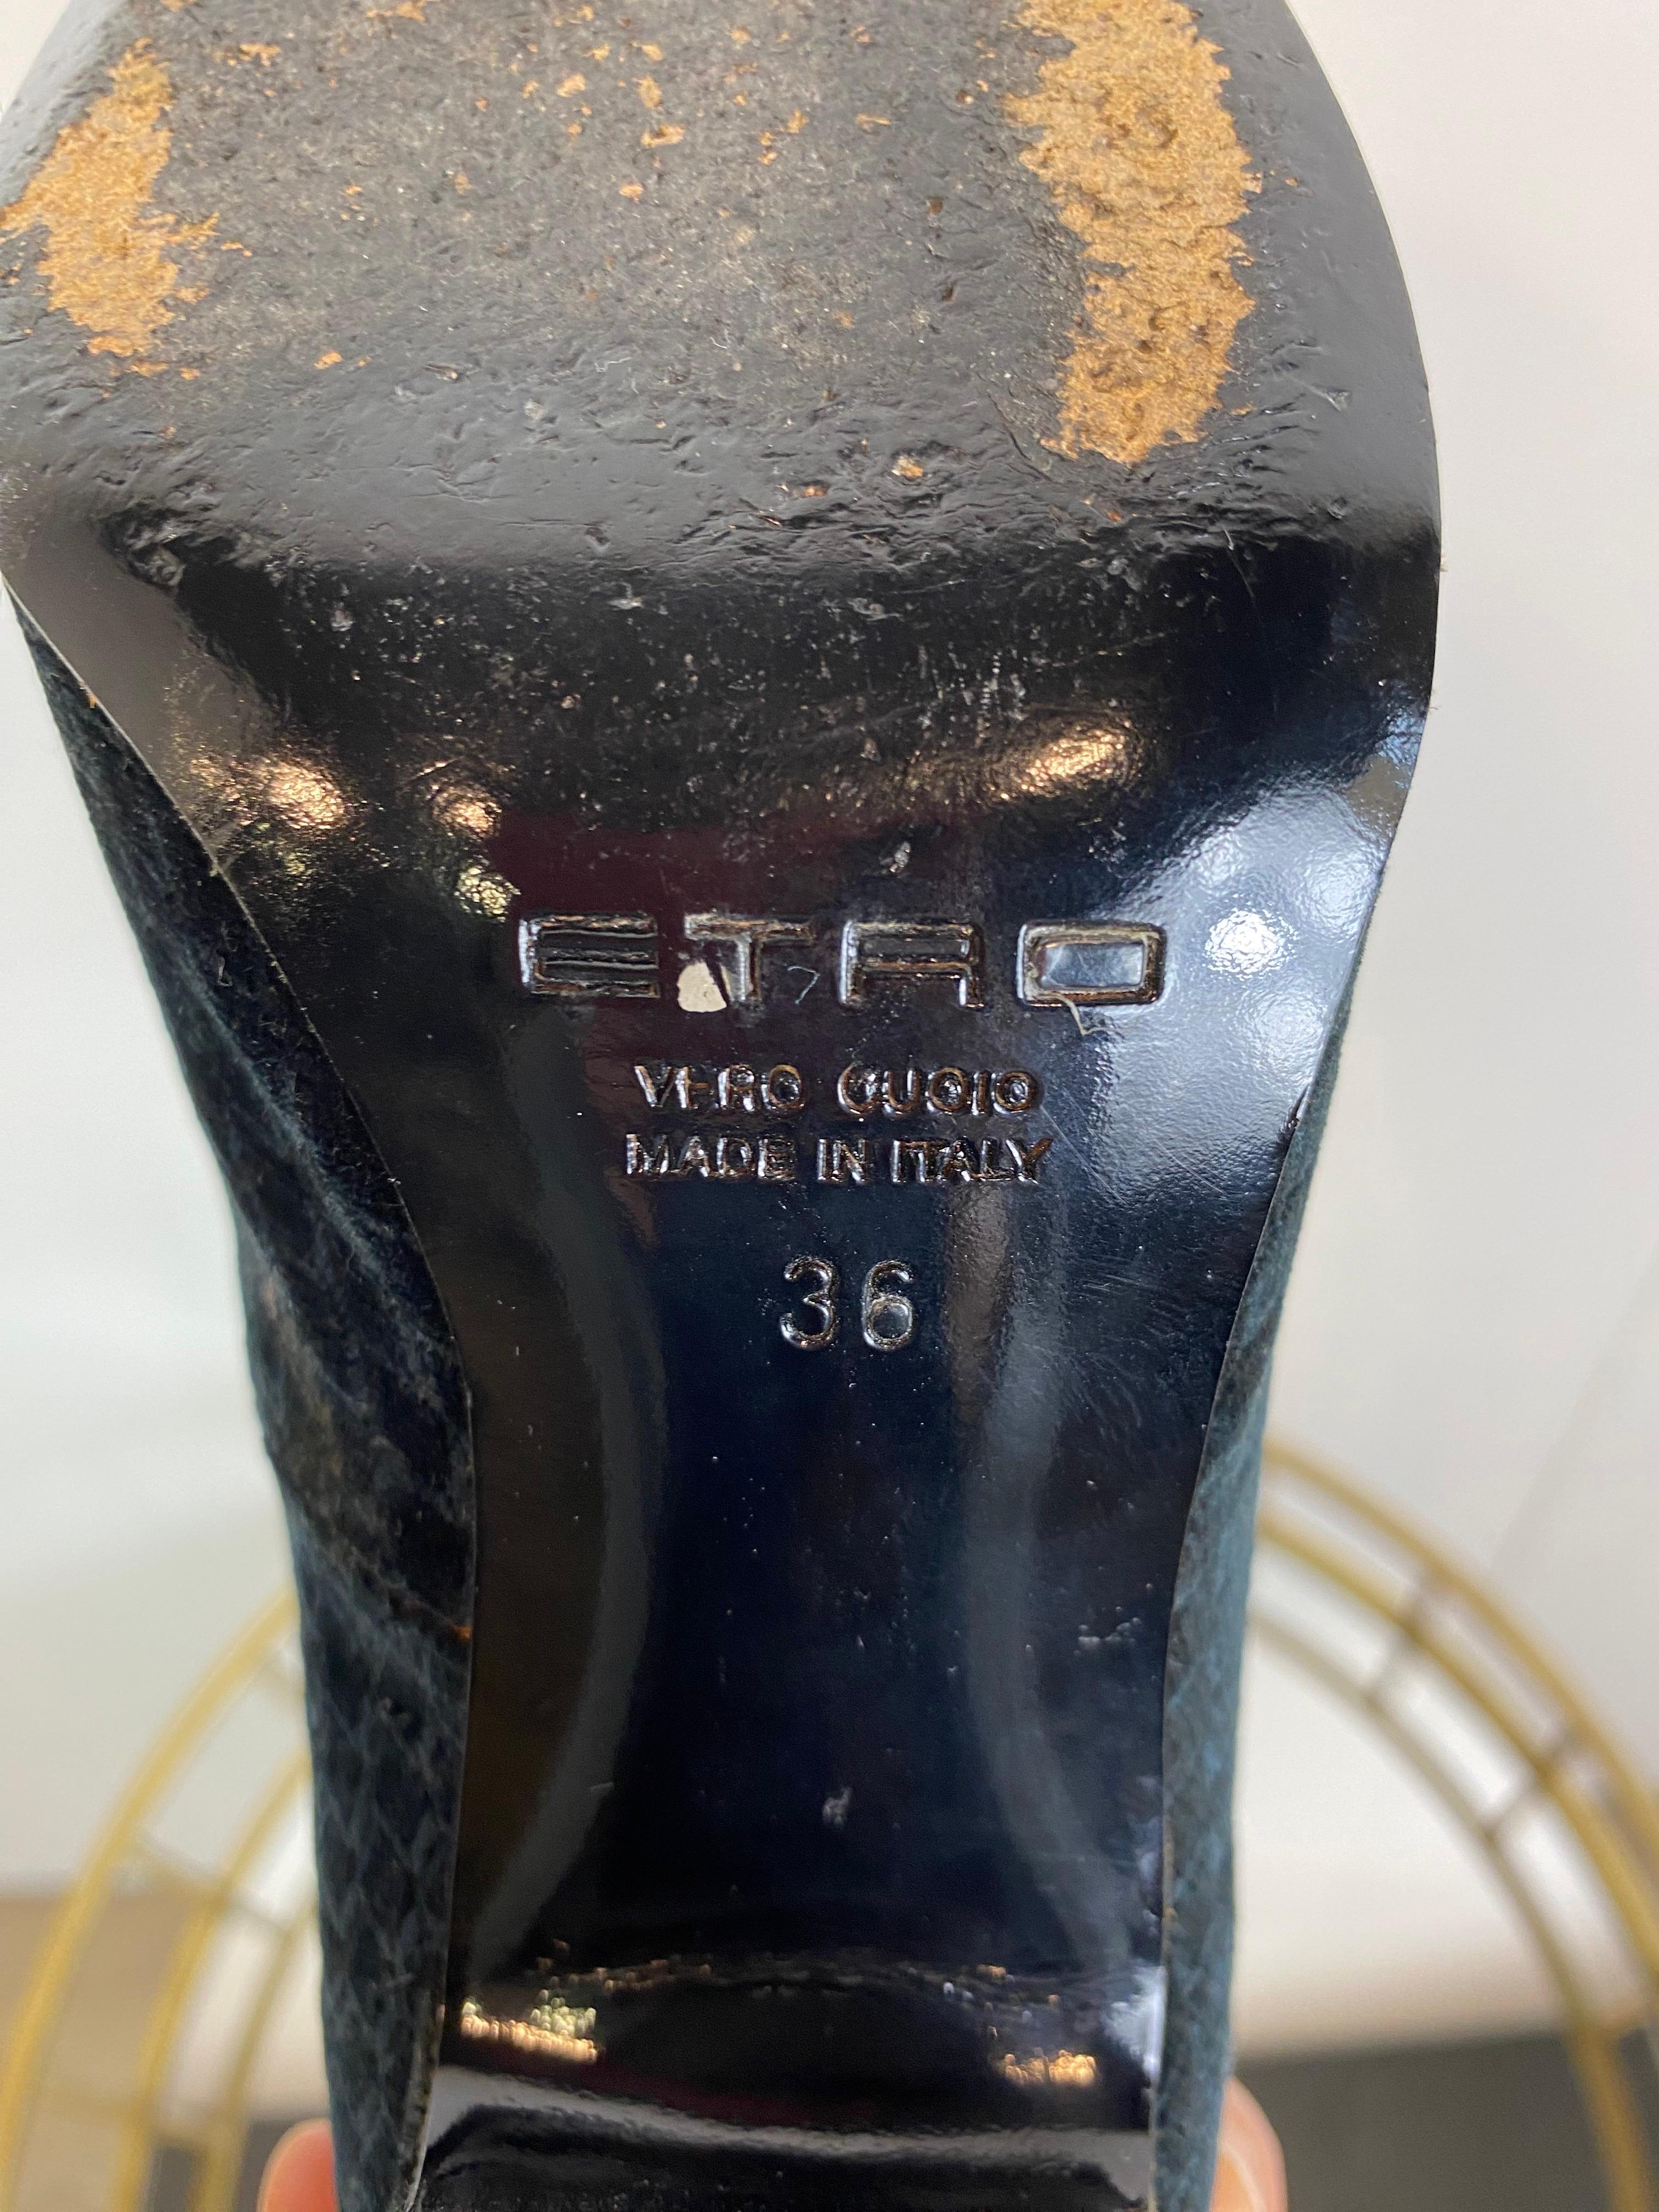 ETRO
VERO CUOIO
MADE IN ITALY
36